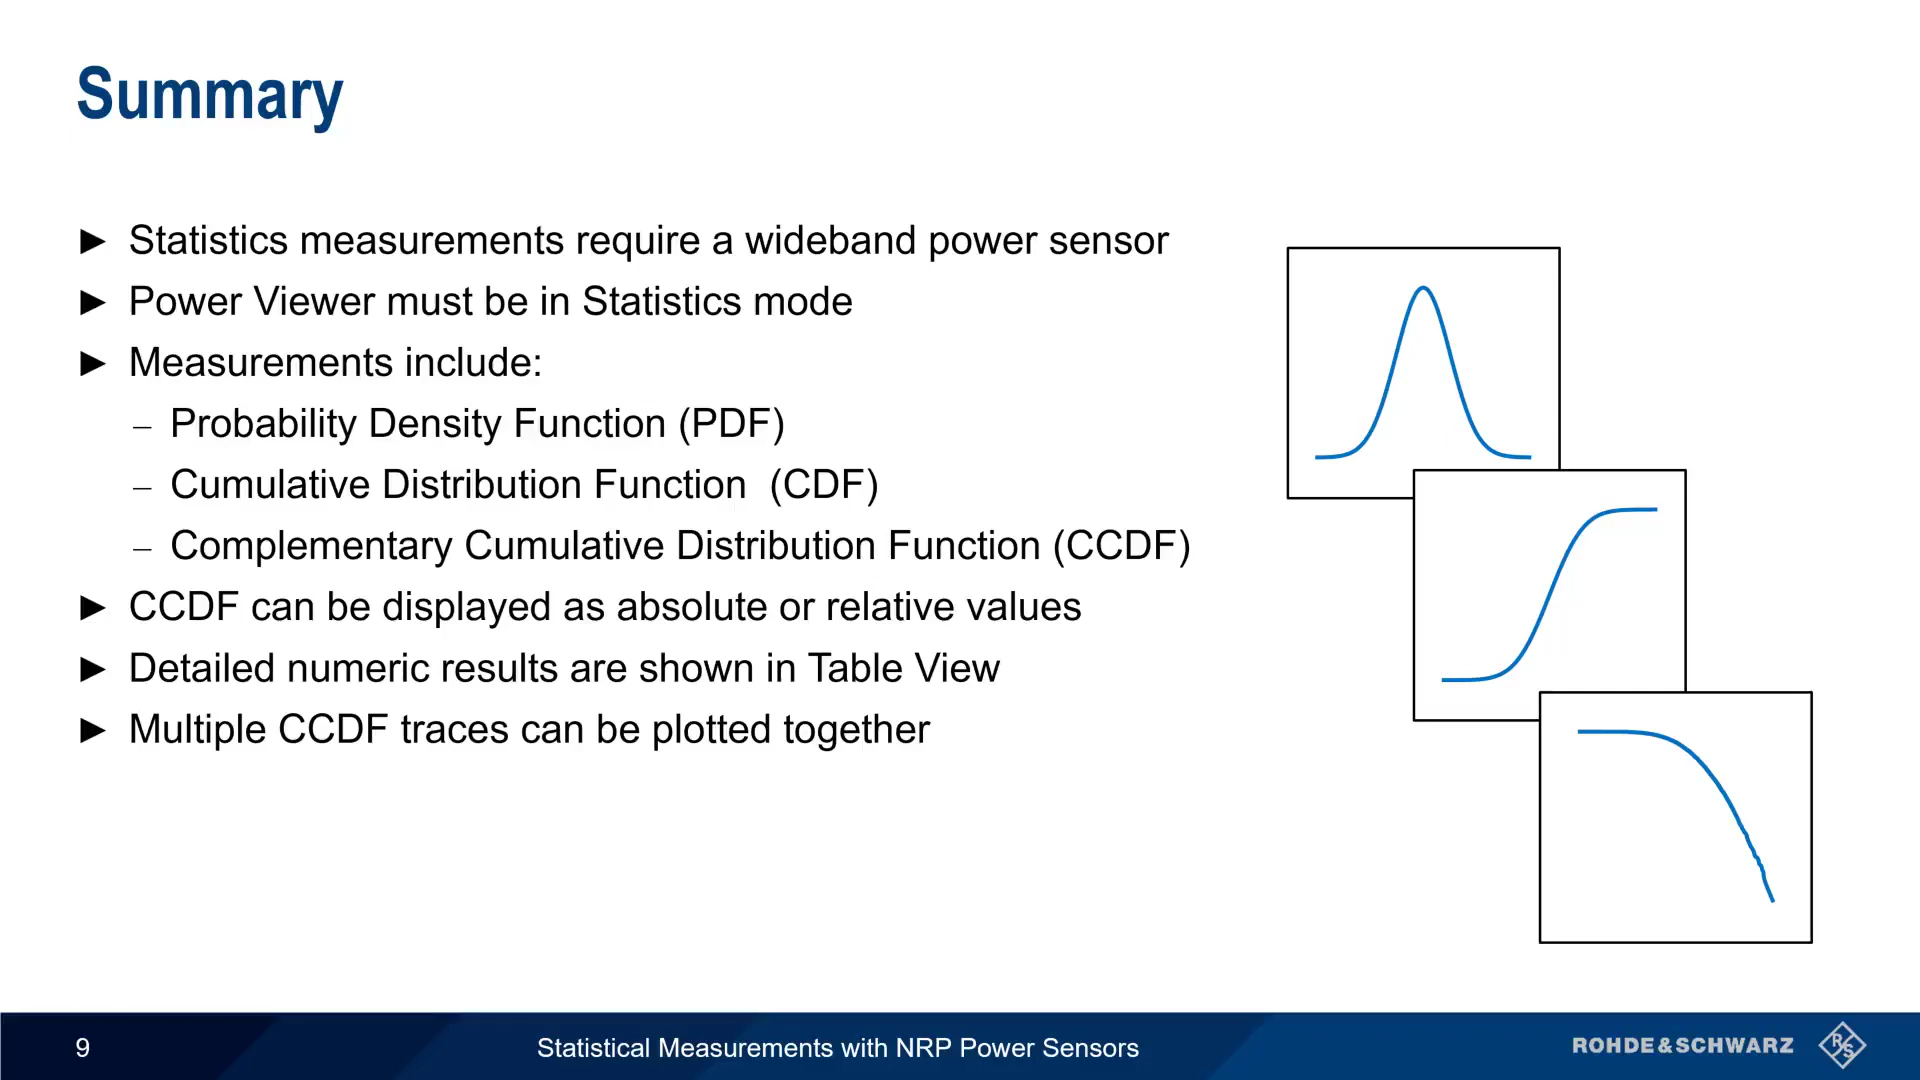 Summary
► Statistics measurements require a wideband power sensor
► Power Viewer must be in Statistics mode
► Measurements include:
– Probability Density Function (PDF)
– Cumulative Distribution Function  (CDF)
– Complementary Cumulative Distribution Function (CCDF)
► CCDF can be displayed as absolute or relative values
► Detailed numeric results are shown in Table View
► Multiple CCDF traces can be plotted together
9
Statistical Measurements with NRP Power Sensors
ROHDE&SCHWARZ
R&S